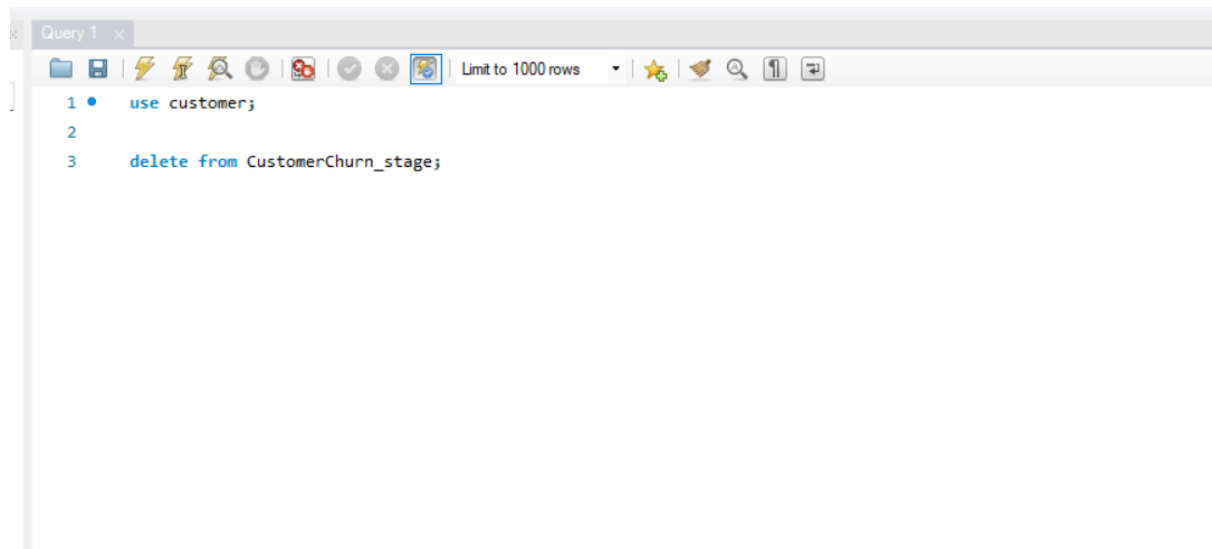 Query 1
Limit to 1000 rows
1 use customer;
2
3 delete from CustomerChurn_stage;